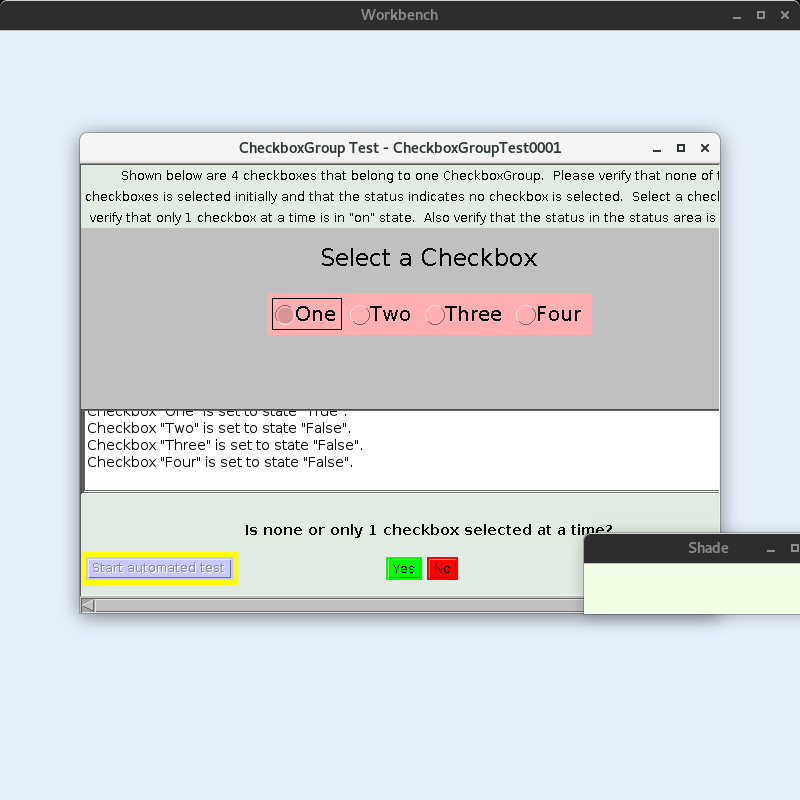 Workbench
CheckboxGroup Test - CheckboxGroupTest0001
Shown below are 4 checkboxes that belong to one CheckboxGroup. Please verify that none of
checkboxes is selected initially and that the status indicates no checkbox is selected. Select a
verify that only 1 checkbox at a time is in "on" state. Also verify that the status in the status area is
Select a Checkbox
One Two Three Four
Checkbox "One" is set to state "True".
Checkbox "Two" is set to state "False".
Checkbox "Three" is set to state "False".
Checkbox "Four" is set to state "False".
Is none or only 1 checkbox selected at a time?
Shade
Start automated test Yes No